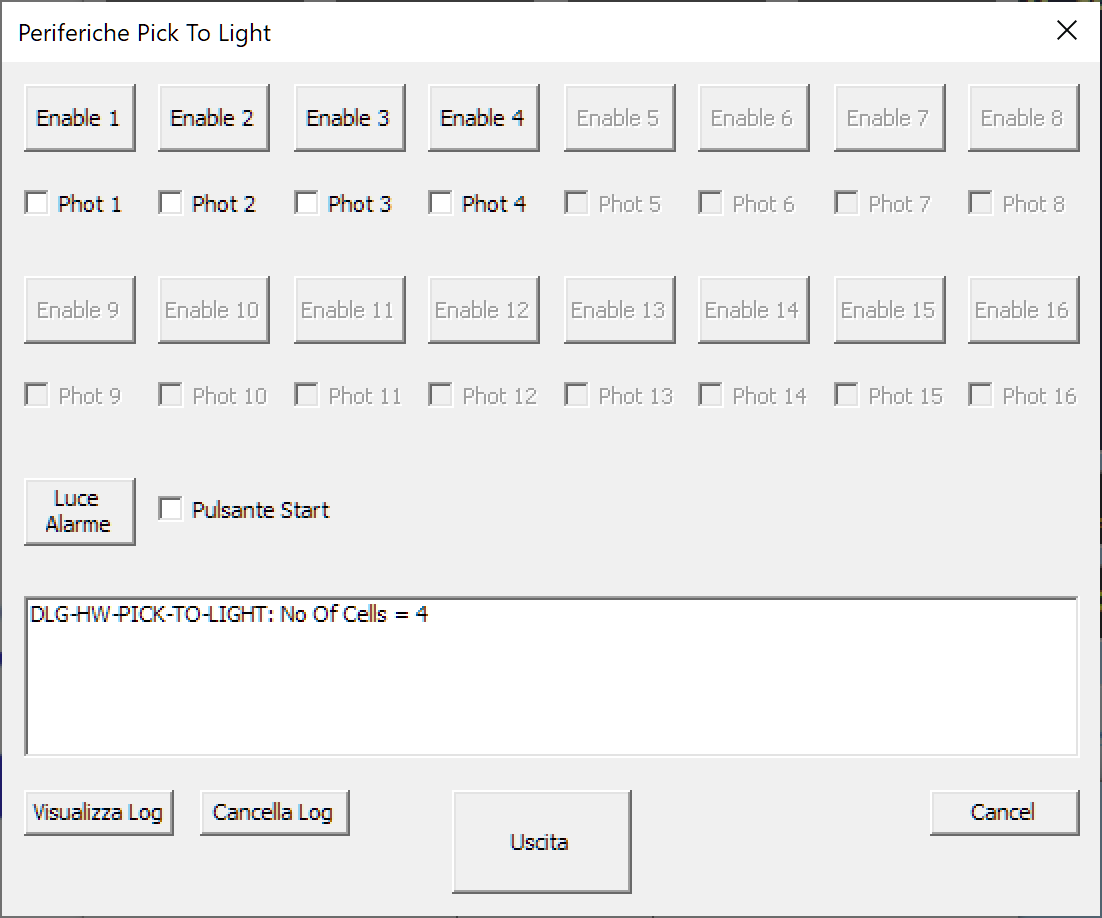 Periferiche Pick To Light
Enable 1 Enable 2 Enable 3 Enable 4 Enable 5 Enable 6 Enable 7 Enable 8
Phot 1 Phot 2 Phot 3 Phot 4 Phot 5 Phot 6 Phot 7 Phot 8
Enable 9 Enable 10 Enable 11 Enable 12 Enable 13 Enable 14 Enable 15 Enable 16
Phot 9 Phot 10 Phot 11 Phot 12 Phot 13 Phot 14 Phot 15 Phot 16
Luce
Alarme
Pulsante Start
DLG-HW-PICK-TO-LIGHT: No Of Cells = 4
Visualizza Log Cancella Log Uscita Cancel